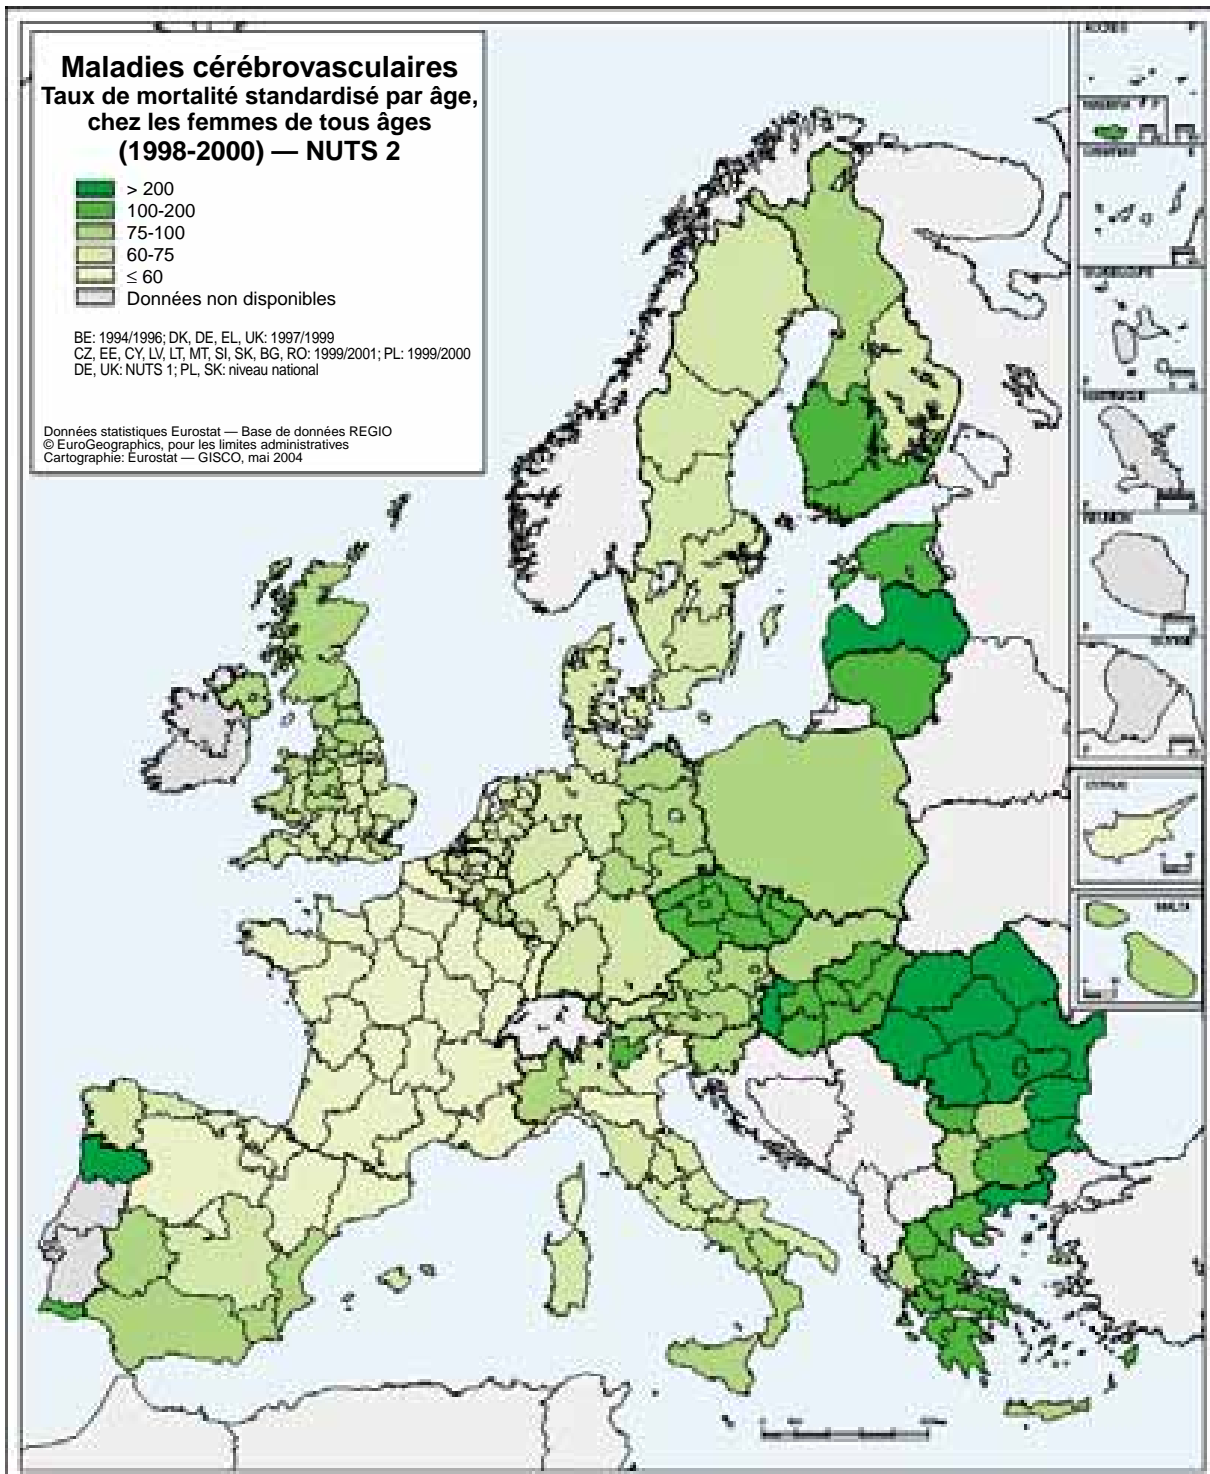 Maladies cérébrovasculaires
Taux de mortalité standardisé par âge,
chez les femmes de tous âges
(1998-2000) — NUTS 2
> 200
100-200
75-100
60-75
≤ 60
Données non disponibles
BE: 1994/1996; DK, DE, EL, UK: 1997/1999
CZ, EE, CY, LV, LT, MT, SI, SK, BG, RO: 1999/2001; PL: 1999/2000
DE, UK: NUTS 1; PL, SK: niveau national
Données statistiques Eurostat — Base de données REGIO
© EuroGeographics, pour les limites administratives
Cartographie: Eurostat — GISCO, mai 2004
GUADELOUPE
REUNION
CYPRUS
MALTA